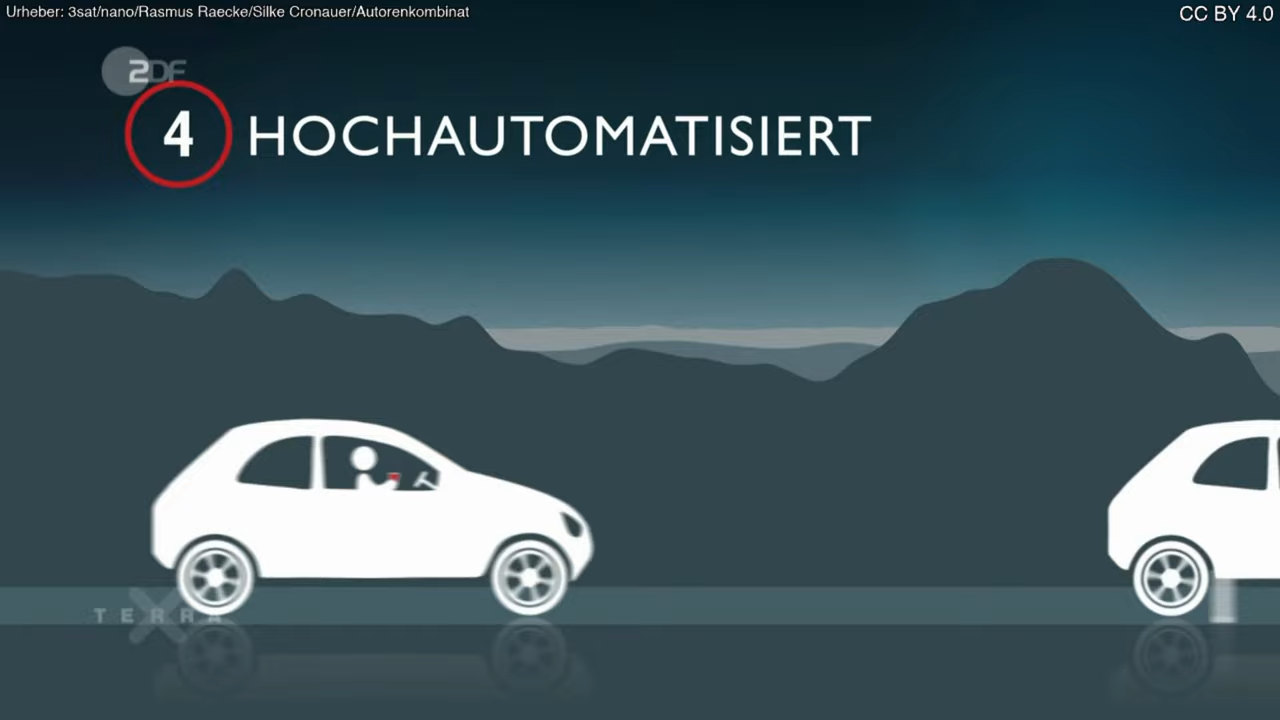 Urheber: 3sat/nano/Rasmus Raecke/Silke Cronauer/Autorenkombinat
CC BY 4.0
ZDF
4 HOCHAUTOMATISIERT
TERRA X